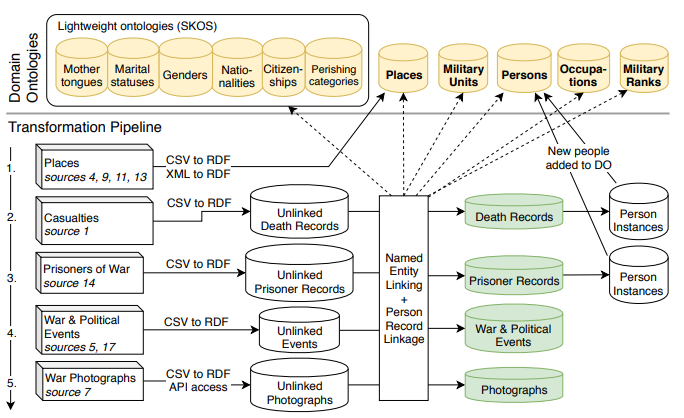 Domain
Ontologies
Lightweight ontologies (SKOS)
Mother
tongues
Marital
statuses
Genders
Natio-
nalities
Citizen-
ships
Perishing
categories
Places
Military
Units
Persons
Occupa-
tions
Military
Ranks
Transformation Pipeline
New people
added to DO
1.
Places
sources 4, 9, 11, 13
CSV to RDF
XML to RDF
2.
Casualties
source 1
CSV to RDF
Unlinked
Death Records
Death Records
Person
Instances
3.
Prisoners of War
source 14
CSV to RDF
Unlinked
Prisoner Records
Named
Entity
Linking
+
Person
Record
Linkage
Prisoner Records
Person
Instances
4.
War & Political
Events
sources 5, 17
CSV to RDF
Unlinked
Events
War & Political
Events
5.
War Photographs
source 7
CSV to RDF
API access
Unlinked
Photographs
Photographs